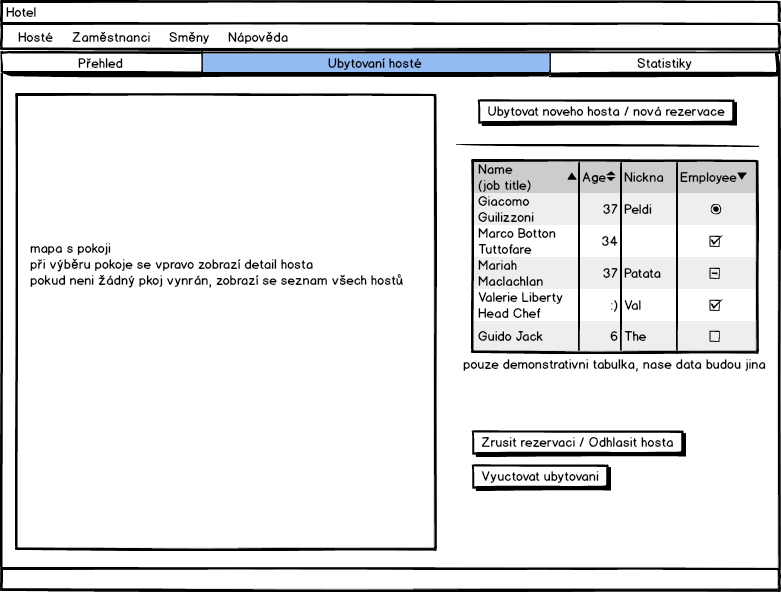 Hotel
Hosté Zaměstnanci Směny Nápověda
Přehled Ubytovaní hosté Statistiky
Ubytovat noveho hosta / nová rezervace
mapa s pokoji
při výběru pokoje se vpravo zobrazí detail hosta
pokud neni žádný pkoj vynrán, zobrazí se seznam všech hostů
Name
(job title) Age Nickna Employee
Giacomo
Guilizzoni 37 Peldi
Marco Botton
Tuttofare 34
Mariah
Maclachlan 37 Patata
Valerie Liberty
Head Chef :) Val
Guido Jack 6 The
pouze demonstrativni tabulka, nase data budou jina
Zrusit rezervaci / Odhlasit hosta
Vyuctovat ubytovani